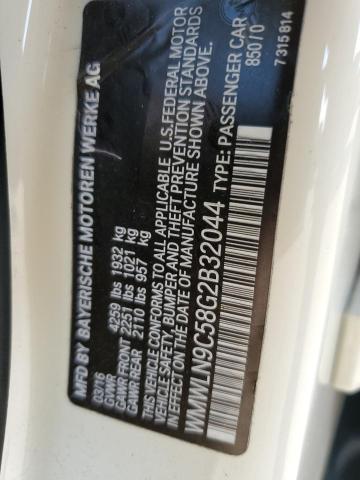 MFD BY BAYERISCHE MOTOREN WERKE AG
03/16
GVWR 4259 lbs 1932 kg
GAWR FRONT 2251 lbs 1021 kg
GAWR REAR 2110 lbs 957 kg
THIS VEHICLE CONFORMS TO ALL APPLICABLE U.S.FEDERAL MOTOR
VEHICLE SAFETY, BUMPER AND THEFT PREVENTION STANDARDS
IN EFFECT ON THE DATE OF MANUFACTURE SHOWN ABOVE.
WMWLN9C58G2B32044 TYPE: PASSENGER CAR
85070
7 315 814